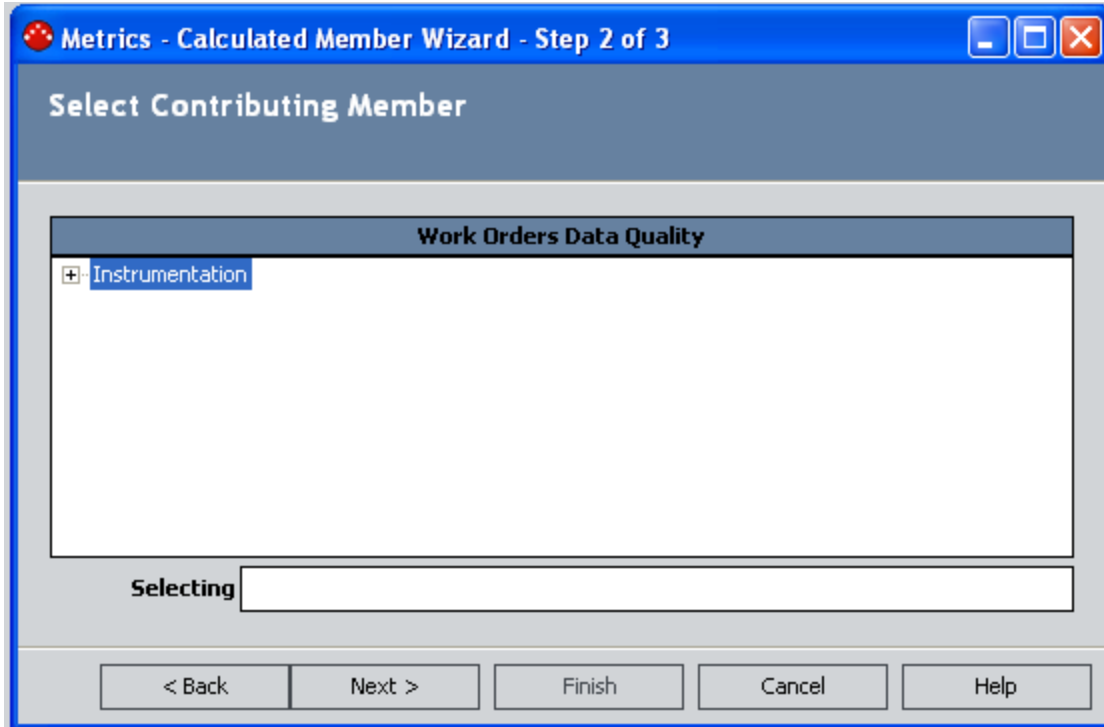 Metrics - Calculated Member Wizard - Step 2 of 3
Select Contributing Member
Work Orders Data Quality
Instrumentation
Selecting
< Back Next > Finish Cancel Help